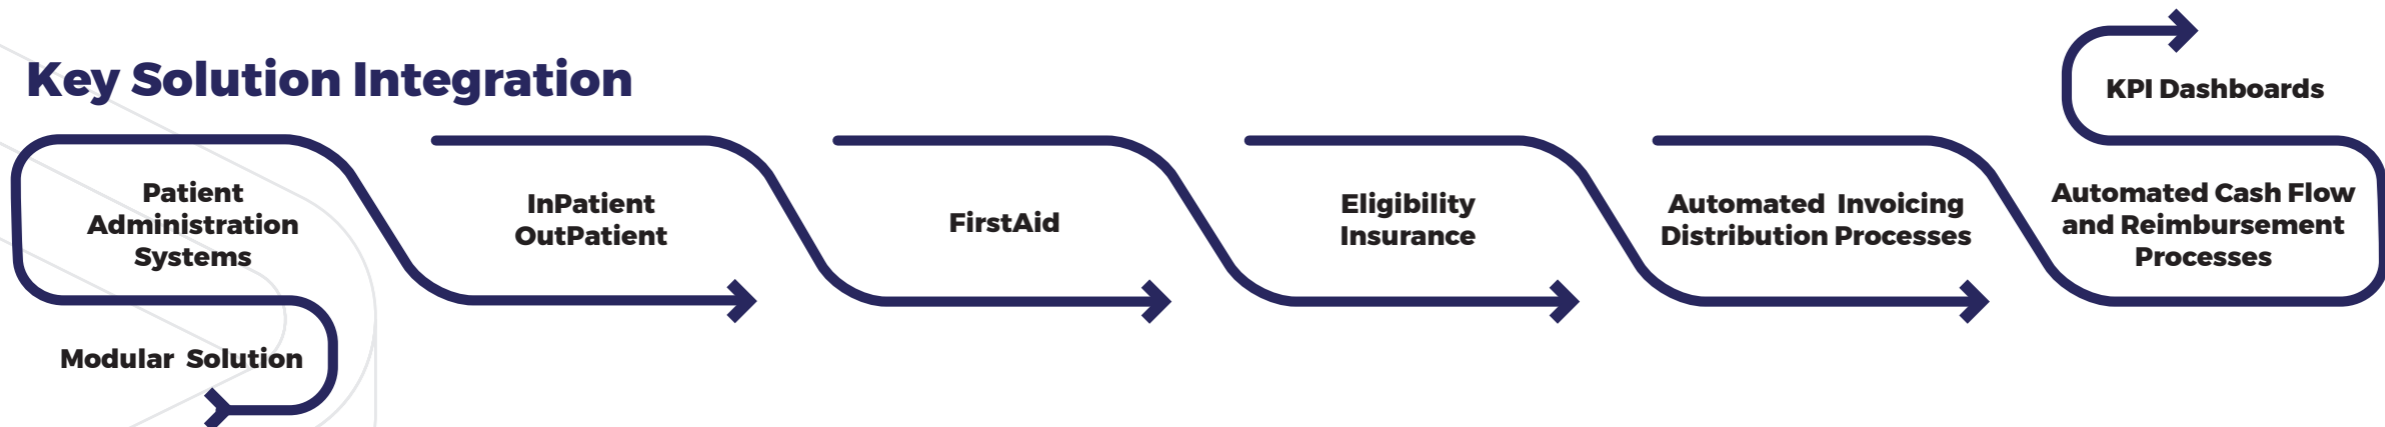 Key Solution Integration
Patient
Administration
Systems
Modular Solution
InPatient
OutPatient
FirstAid
Eligibility
Insurance
Automated Invoicing
Distribution Processes
Automated Cash Flow
and Reimbursement
Processes
KPI Dashboards